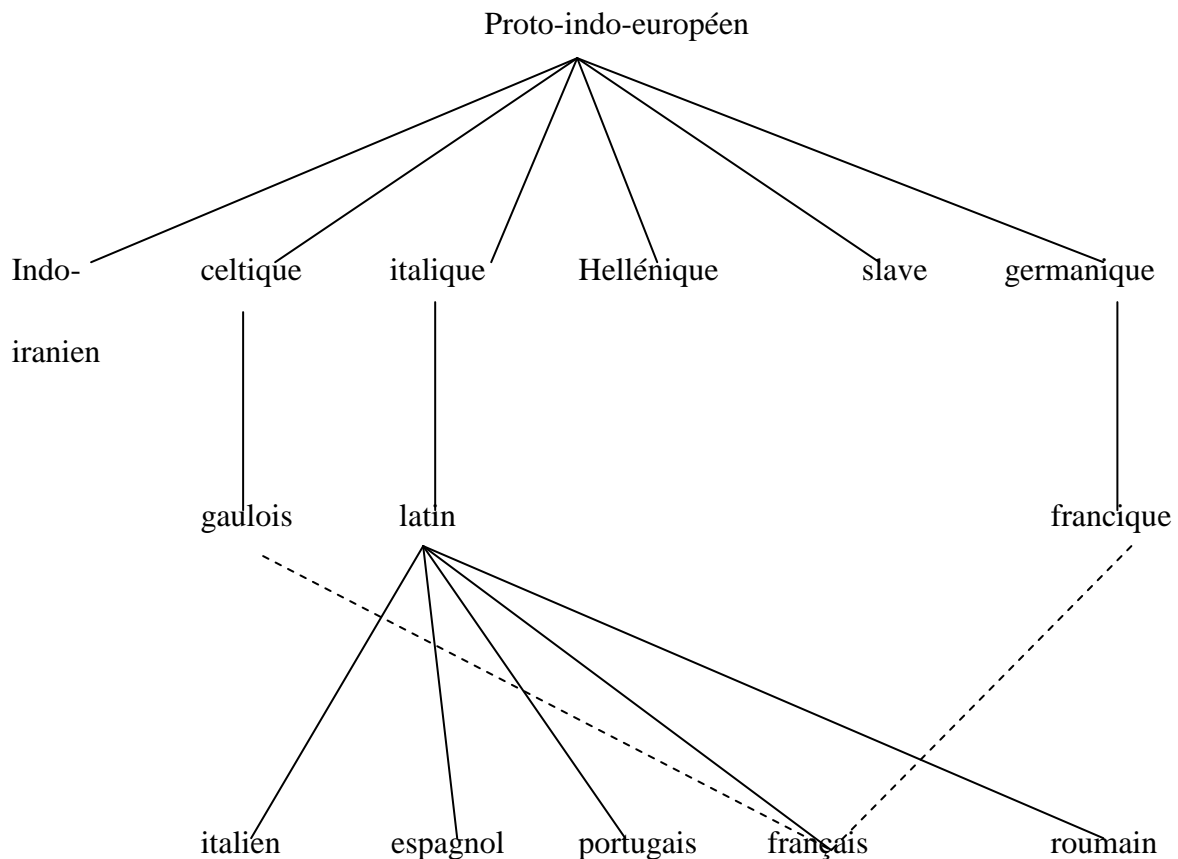 Proto-indo-européen
Indo- celtique italique Hellénique slave germanique
iranien
gaulois latin francique
italien espagnol portugais français roumain